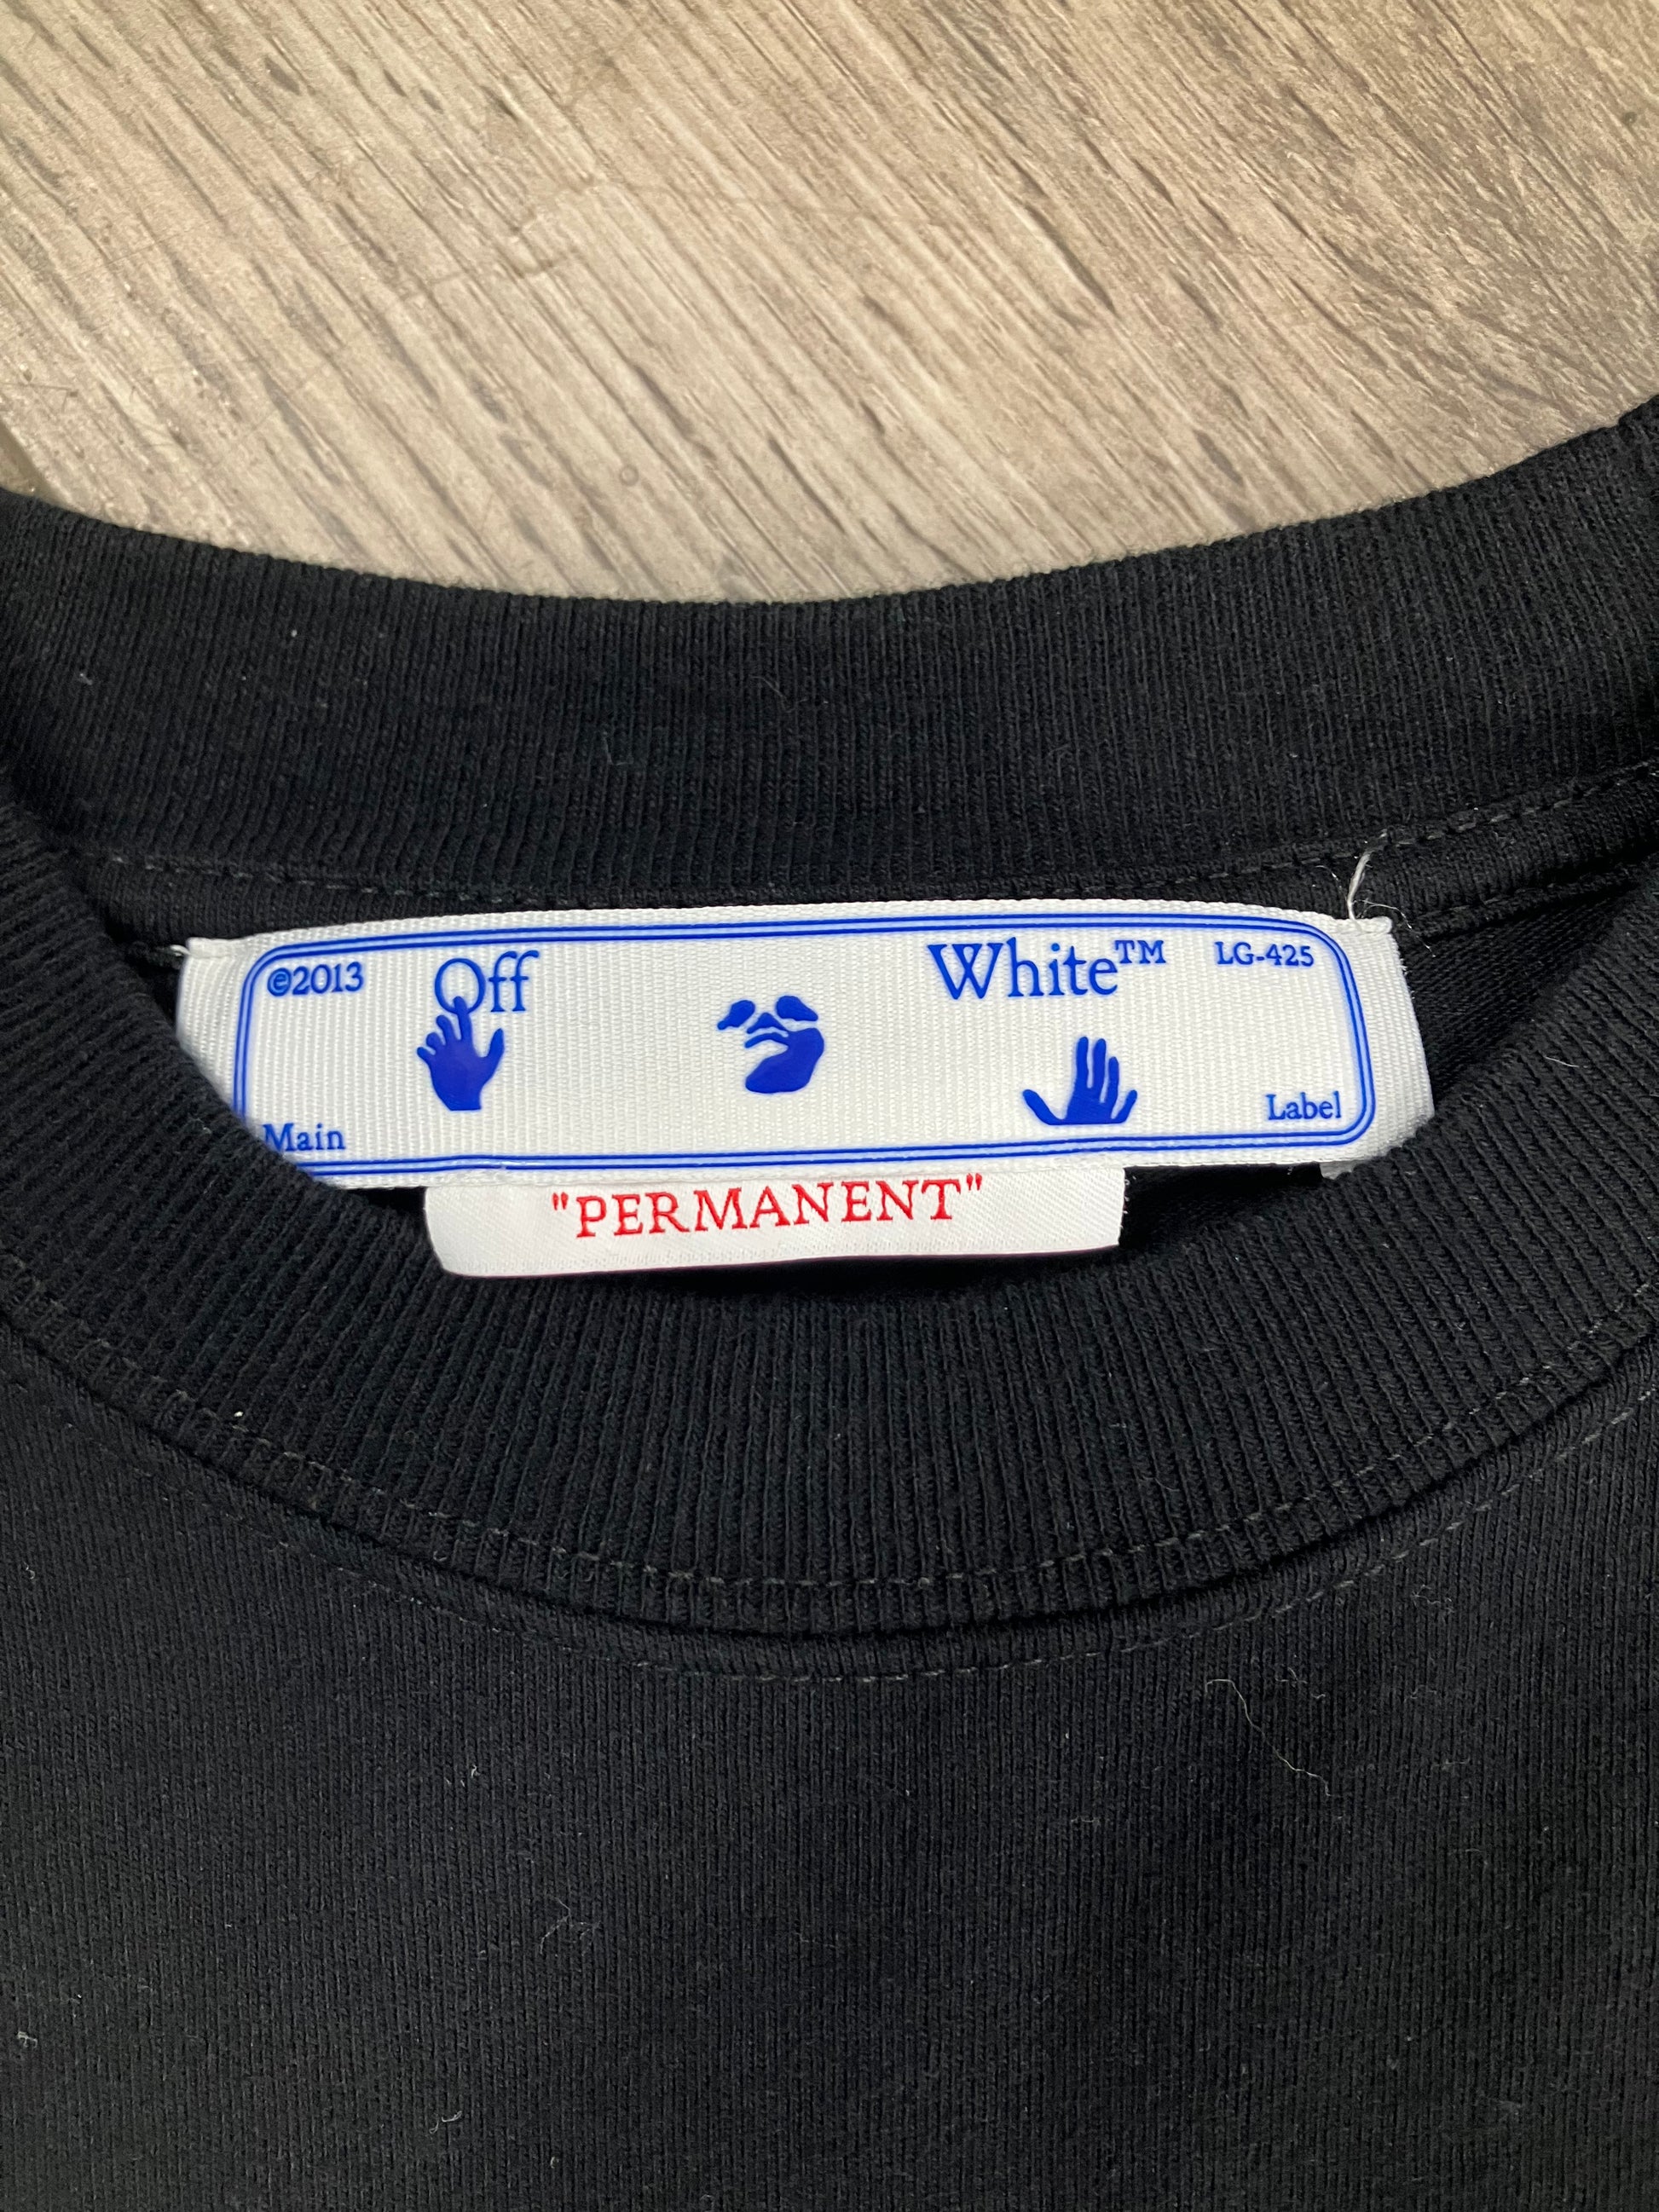 ©2013 Off White™ LG-425
Main Label
"PERMANENT"